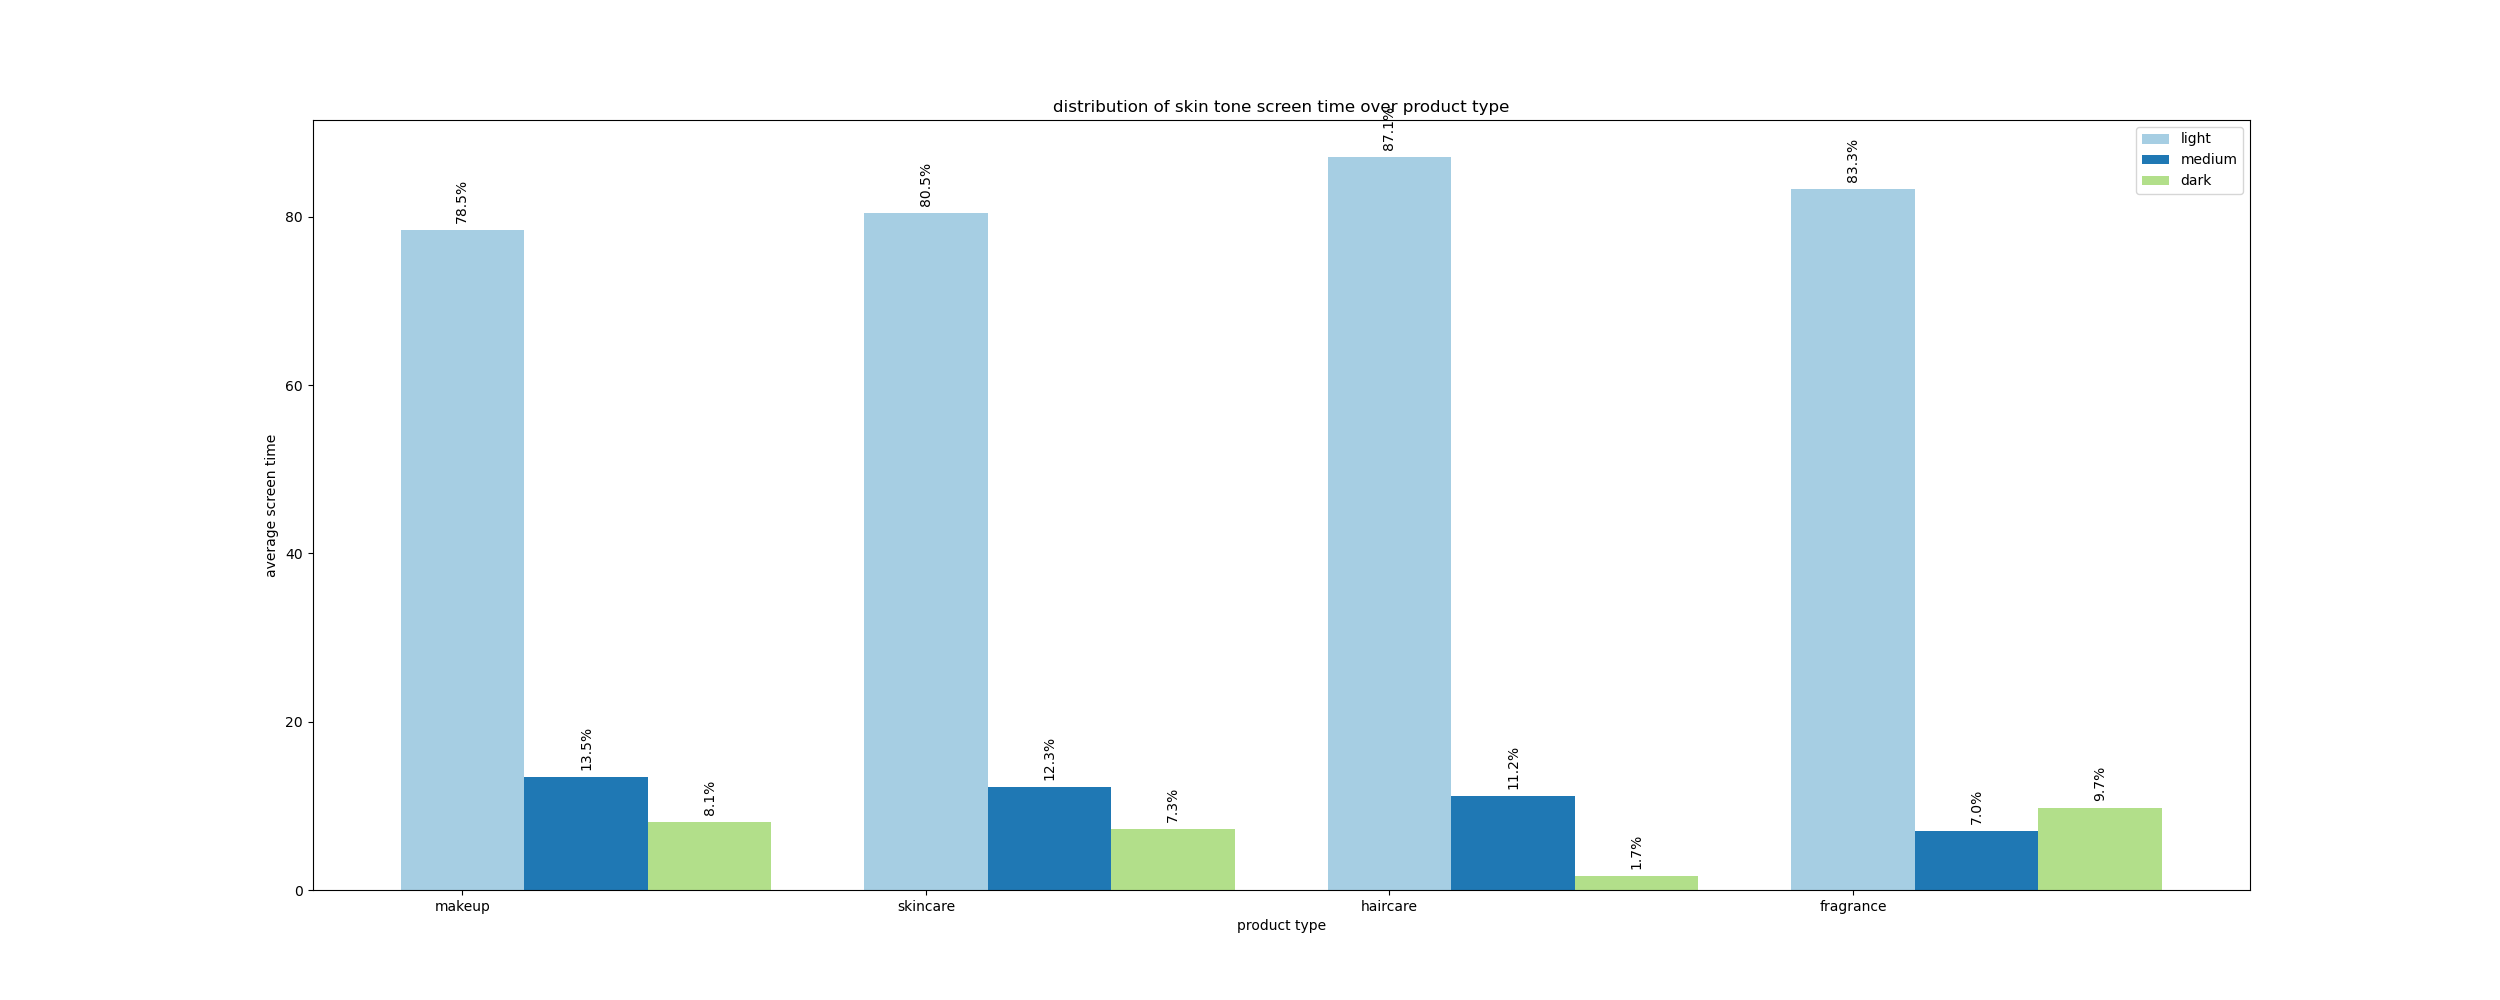 distribution of skin tone screen time over product type
light
medium
dark
average screen time
80
60
40
20
0
78.5%
13.5%
8.1%
80.5%
12.3%
7.3%
87.1%
11.2%
1.7%
83.3%
7.0%
9.7%
makeup
skincare
haircare
fragrance
product type